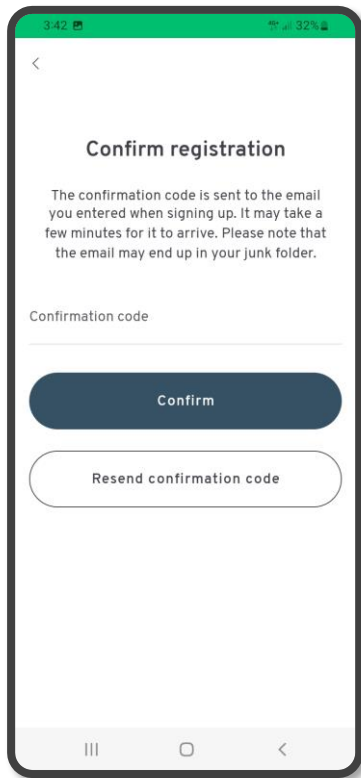 3:42 32%
Confirm registration
The confirmation code is sent to the email
you entered when signing up. It may take a
few minutes for it to arrive. Please note that
the email may end up in your junk folder.
Confirmation code
Confirm
Resend confirmation code